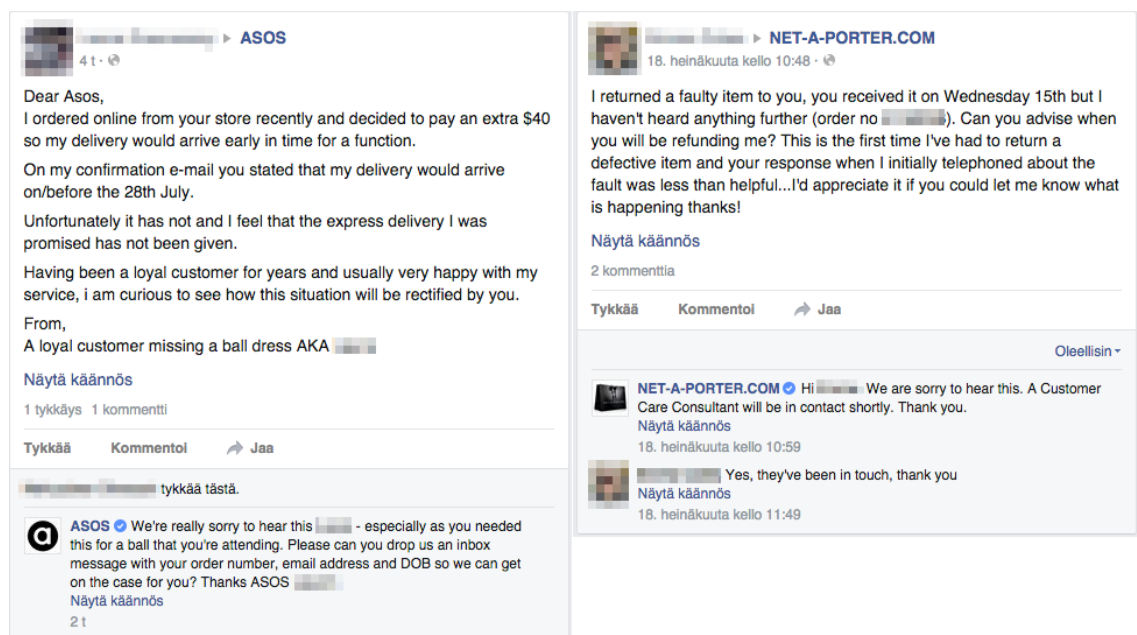 ASOS
4 t
Dear Asos,
I ordered online from your store recently and decided to pay an extra $40
so my delivery would arrive early in time for a function.
On my confirmation e-mail you stated that my delivery would arrive
on/before the 28th July.
Unfortunately it has not and I feel that the express delivery I was
promised has not been given.
Having been a loyal customer for years and usually very happy with my
service, i am curious to see how this situation will be rectified by you.
From,
A loyal customer missing a ball dress AKA
Näytä käännös
1 tykkäys 1 kommentti
Tykkää Kommentoi Jaa
tykkää tästä.
ASOS We're really sorry to hear this - especially as you needed
this for a ball that you're attending. Please can you drop us an inbox
message with your order number, email address and DOB so we can get
on the case for you? Thanks ASOS
Näytä käännös
2 t
NET-A-PORTER.COM
18. heinäkuuta kello 10:48
I returned a faulty item to you, you received it on Wednesday 15th but I
haven't heard anything further (order no ). Can you advise when
you will be refunding me? This is the first time I've had to return a
defective item and your response when I initially telephoned about the
fault was less than helpful...I'd appreciate it if you could let me know what
is happening thanks!
Näytä käännös
2 kommenttia
Tykkää Kommentoi Jaa
Oleellisin
NET-A-PORTER.COM Hi We are sorry to hear this. A Customer
Care Consultant will be in contact shortly. Thank you.
Näytä käännös
18. heinäkuuta kello 10:59
Yes, they've been in touch, thank you
Näytä käännös
18. heinäkuuta kello 11:49